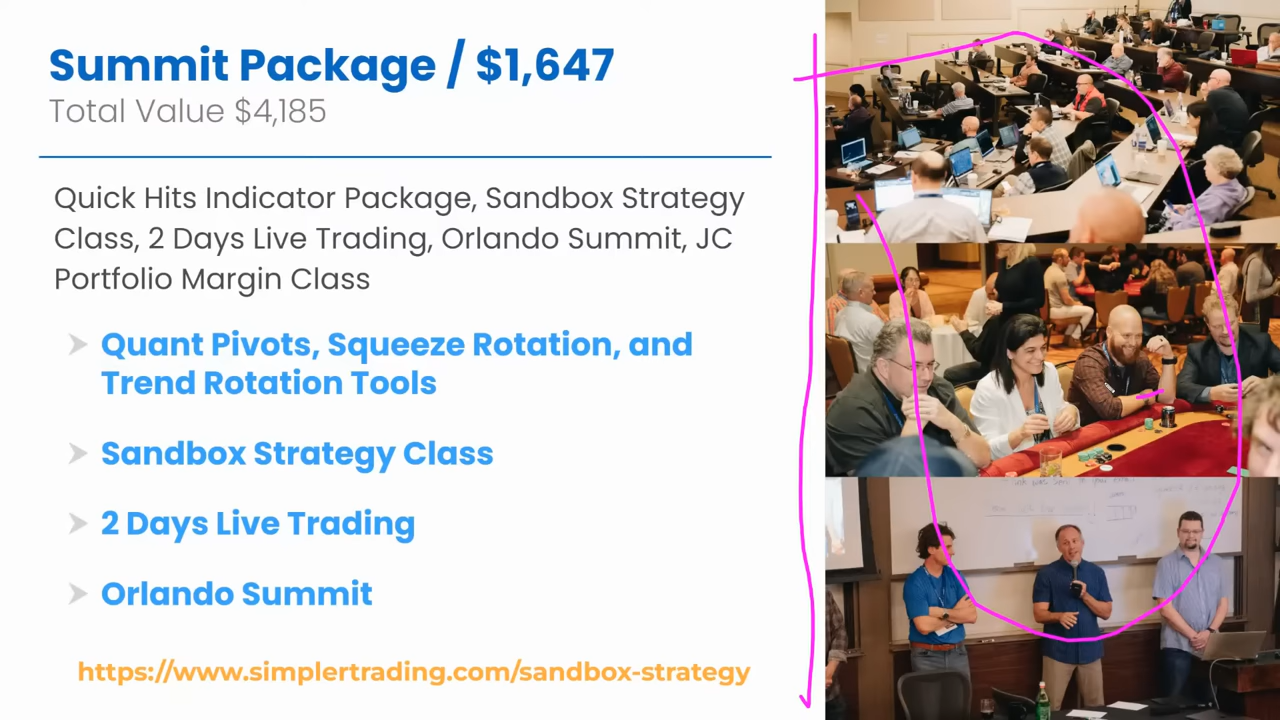 Summit Package / $1,647
Total Value $4,185
Quick Hits Indicator Package, Sandbox Strategy
Class, 2 Days Live Trading, Orlando Summit, JC
Portfolio Margin Class
Quant Pivots, Squeeze Rotation, and
Trend Rotation Tools
Sandbox Strategy Class
2 Days Live Trading
Orlando Summit
https://www.simplertrading.com/sandbox-strategy